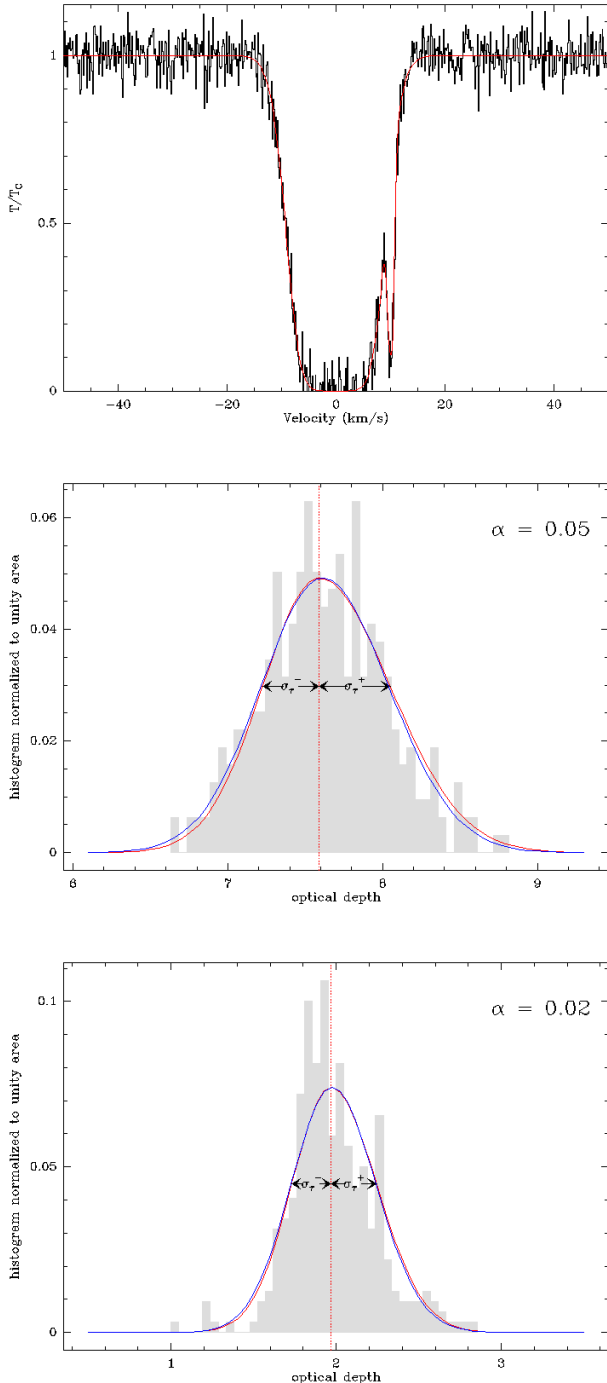 1
0.5
0
T/T_C
−40
−20
0
20
40
Velocity (km/s)
0.06
0.04
0.02
0
histogram normalized to unity area
α = 0.05
σ_τ^-
σ_τ^+
6
7
8
9
optical depth
0.1
0.05
0
histogram normalized to unity area
α = 0.02
σ_τ^-
σ_τ^+
1
2
3
optical depth